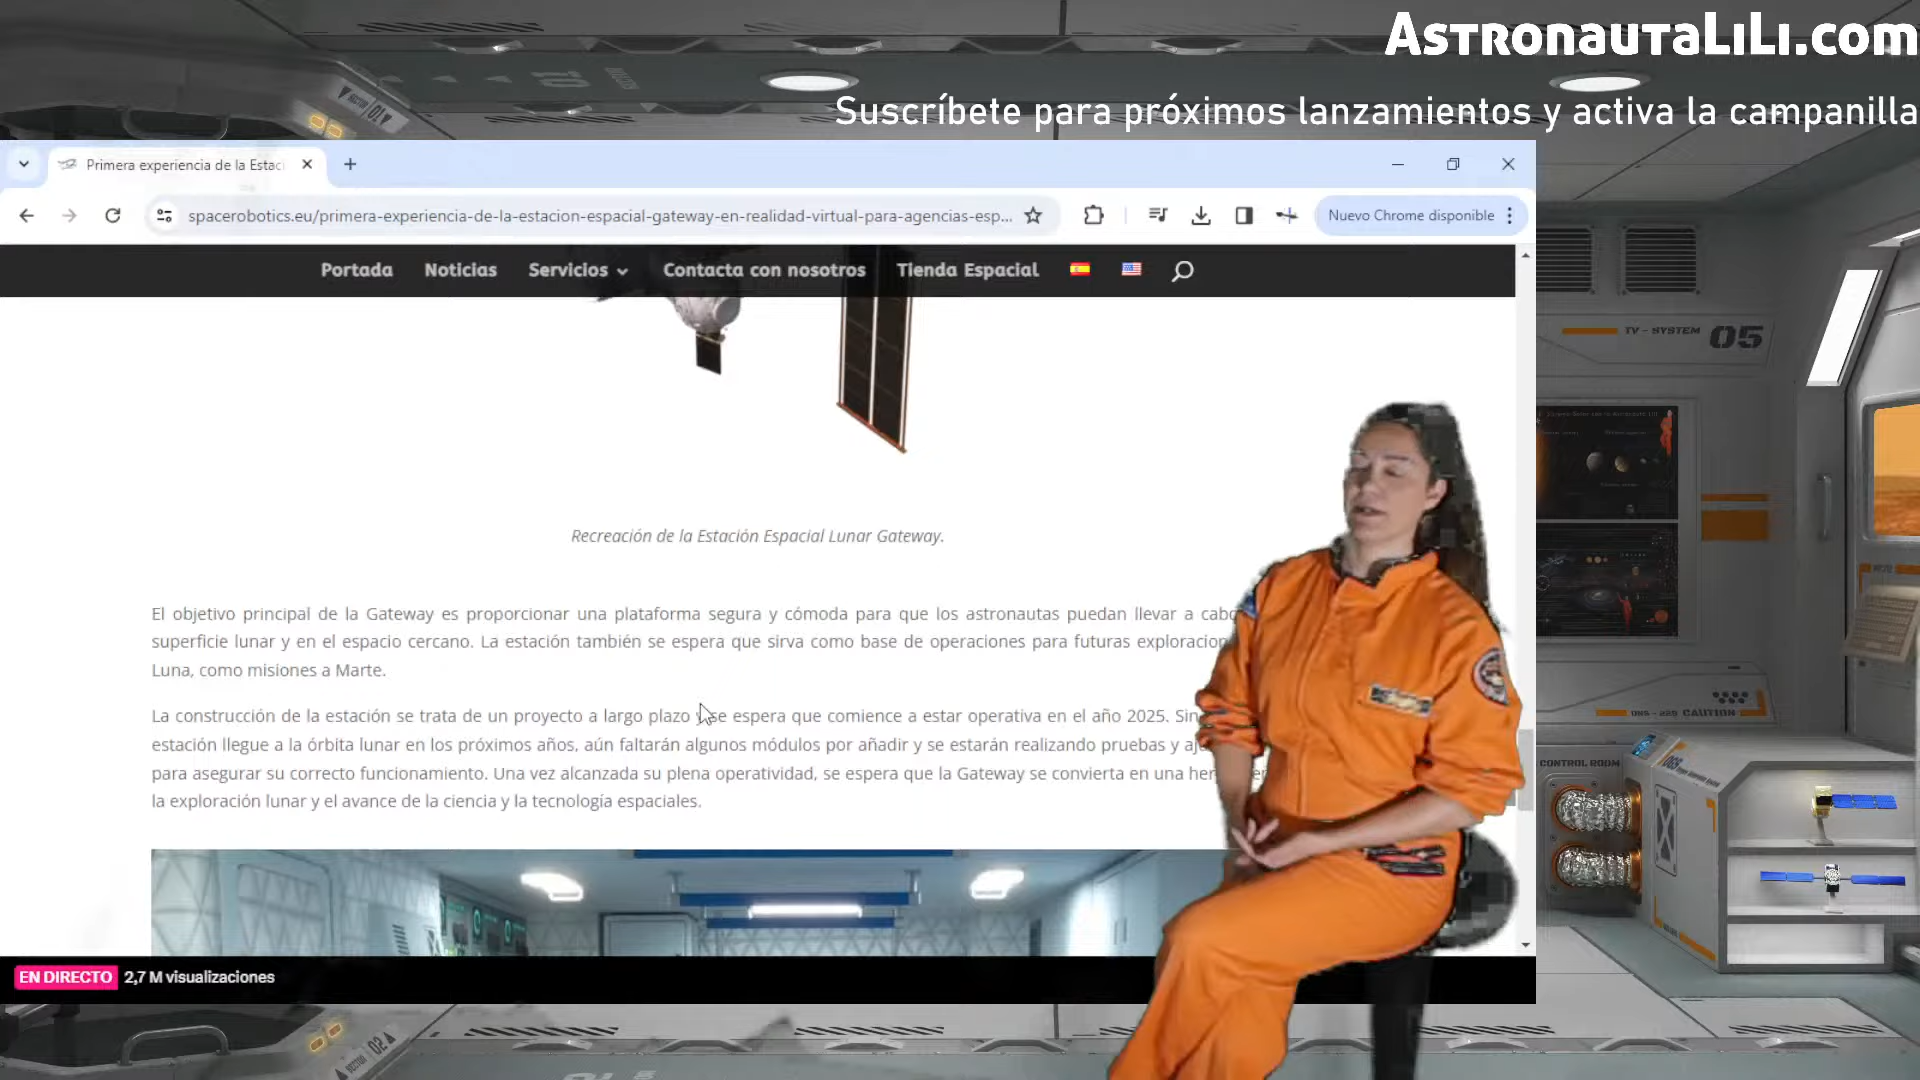 AstronautaLiLi.com
Suscríbete para próximos lanzamientos y activa la campanilla
Primera experiencia de la Estaci
spacerobotics.eu/primera-experiencia-de-la-estacion-espacial-gateway-en-realidad-virtual-para-agencias-esp...
Nuevo Chrome disponible
Portada Noticias Servicios Contacta con nosotros Tienda Espacial
Recreación de la Estación Espacial Lunar Gateway.
El objetivo principal de la Gateway es proporcionar una plataforma segura y cómoda para que los astronautas puedan llevar a cabo
superficie lunar y en el espacio cercano. La estación también se espera que sirva como base de operaciones para futuras exploracion
Luna, como misiones a Marte.
La construcción de la estación se trata de un proyecto a largo plazo y se espera que comience a estar operativa en el año 2025. Sin
estación llegue a la órbita lunar en los próximos años, aún faltarán algunos módulos por añadir y se estarán realizando pruebas y aju
para asegurar su correcto funcionamiento. Una vez alcanzada su plena operatividad, se espera que la Gateway se convierta en una her
la exploración lunar y el avance de la ciencia y la tecnología espaciales.
EN DIRECTO 2,7 M visualizaciones
TV - SYSTEM 05
CAUTION
CONTROL ROOM